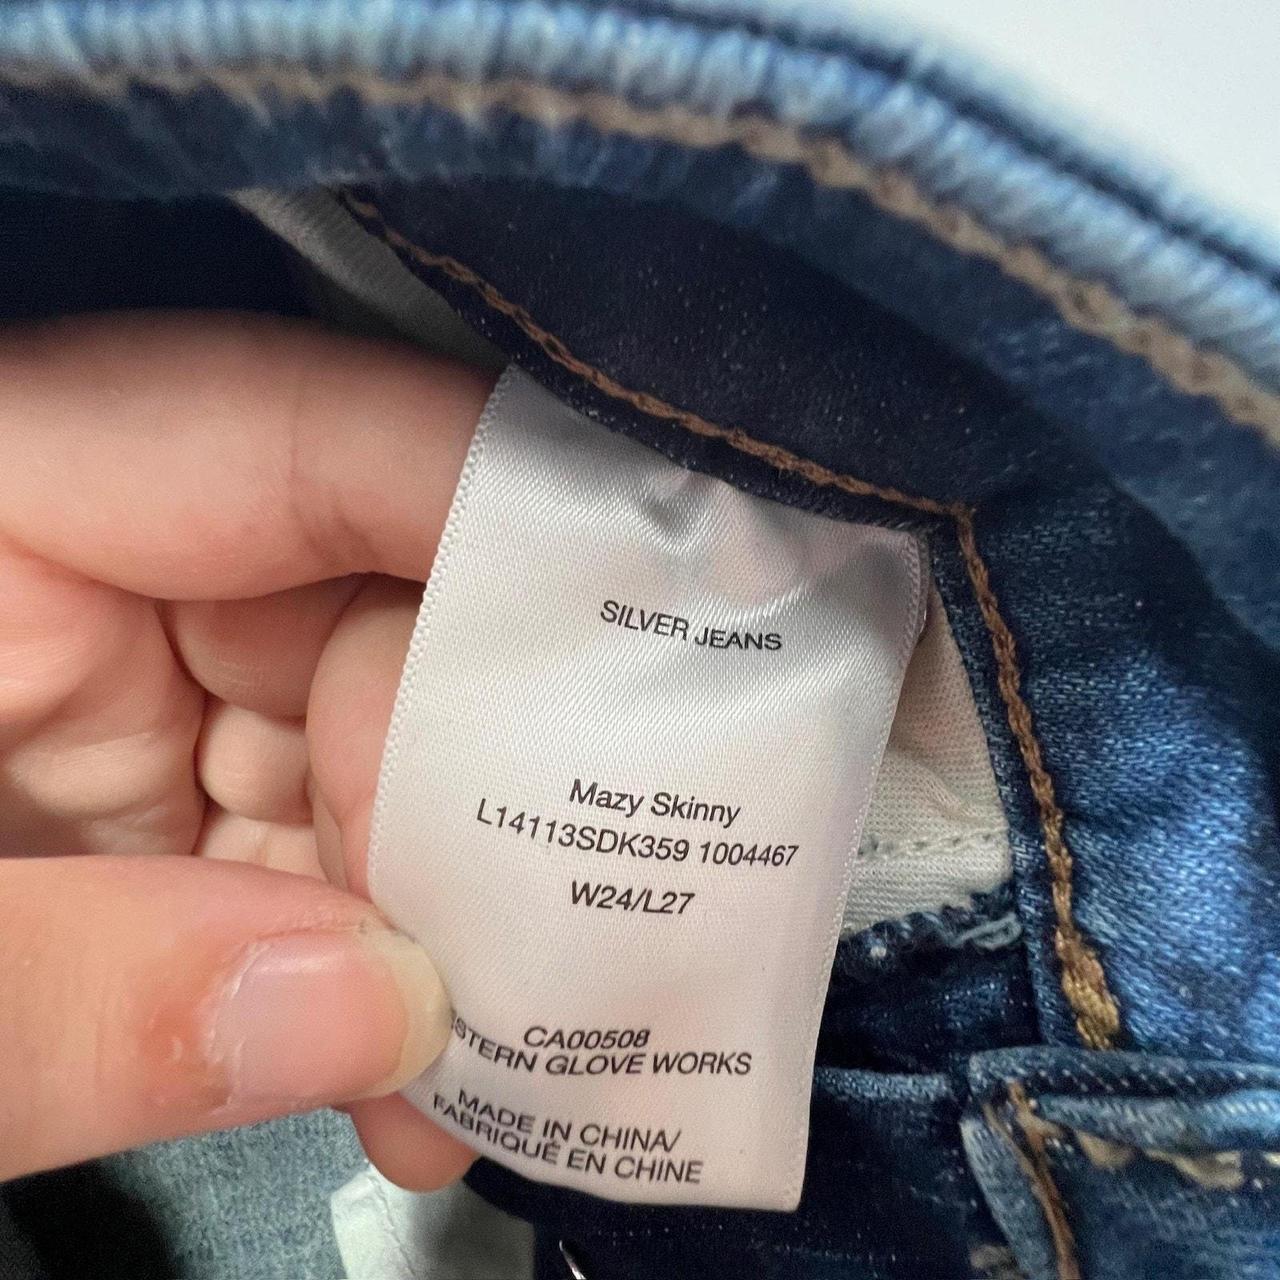 SILVER JEANS
Mazy Skinny
L14113SDK359 1004467
W24/L27
CA00508
GLOVE WORKS
MADE IN CHINA/
FABRIQUÉ EN CHINE